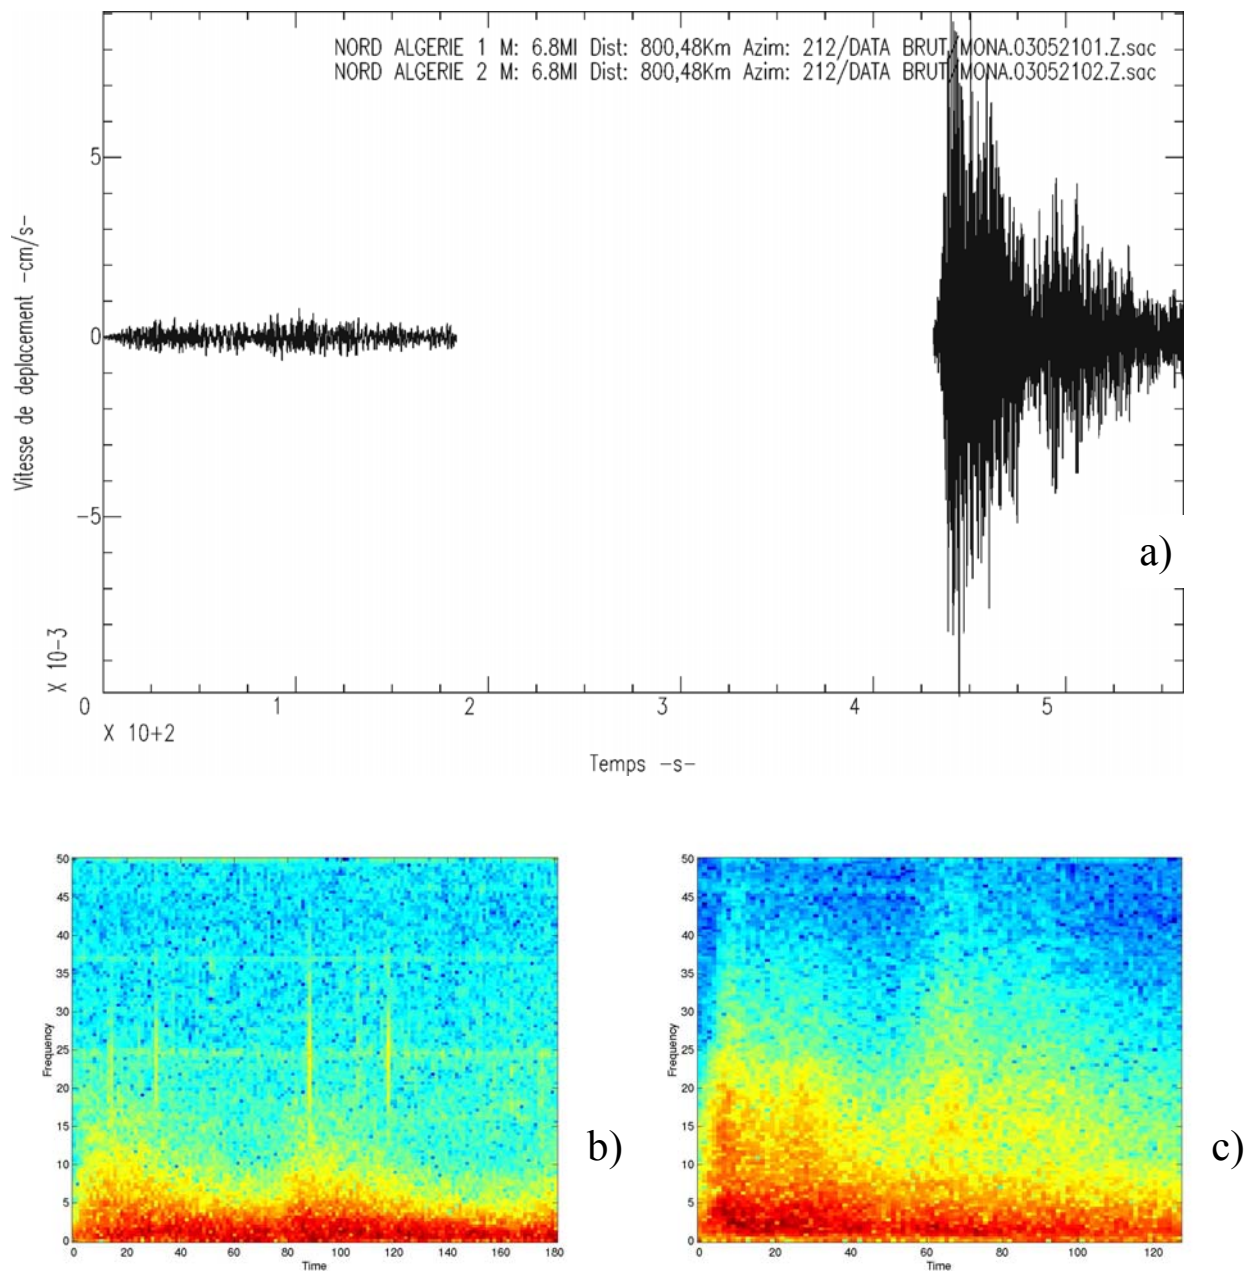 NORD ALGERIE 1 M: 6.8Ml Dist: 800,48Km Azim: 212/DATA BRUT/MONA.03052101.Z.sac
NORD ALGERIE 2 M: 6.8Ml Dist: 800,48Km Azim: 212/DATA BRUT/MONA.03052102.Z.sac
5
0
-5
Vitesse de deplacement -cm/s-
X 10-3
a)
0 1 2 3 4 5
X 10+2
Temps -s-
50
45
40
35
30
25
20
15
10
5
0
Frequency
0 20 40 60 80 100 120 140 160 180
Time
b)
50
45
40
35
30
25
20
15
10
5
0
Frequency
0 20 40 60 80 100 120
Time
c)